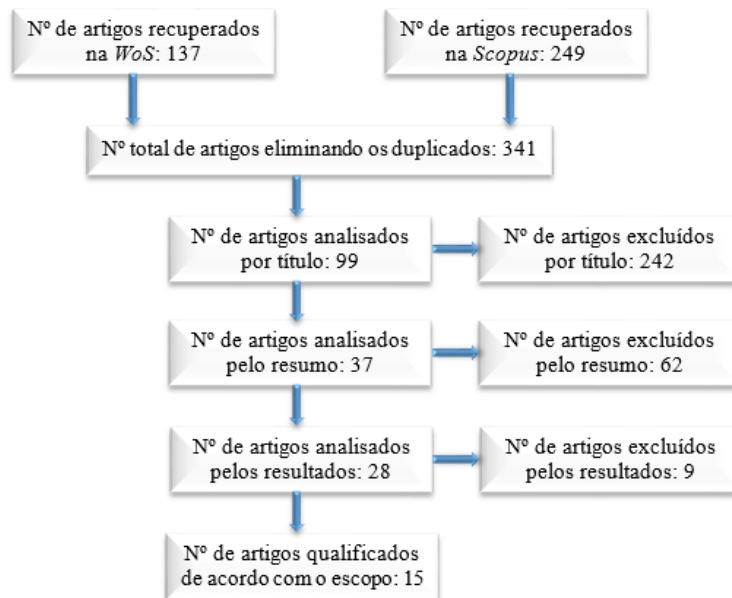 Nº de artigos recuperados
na WoS: 137
Nº de artigos recuperados
na Scopus: 249
Nº total de artigos eliminando os duplicados: 341
Nº de artigos analisados
por título: 99
Nº de artigos excluídos
por título: 242
Nº de artigos analisados
pelo resumo: 37
Nº de artigos excluídos
pelo resumo: 62
Nº de artigos analisados
pelos resultados: 28
Nº de artigos excluídos
pelos resultados: 9
Nº de artigos qualificados
de acordo com o escopo: 15